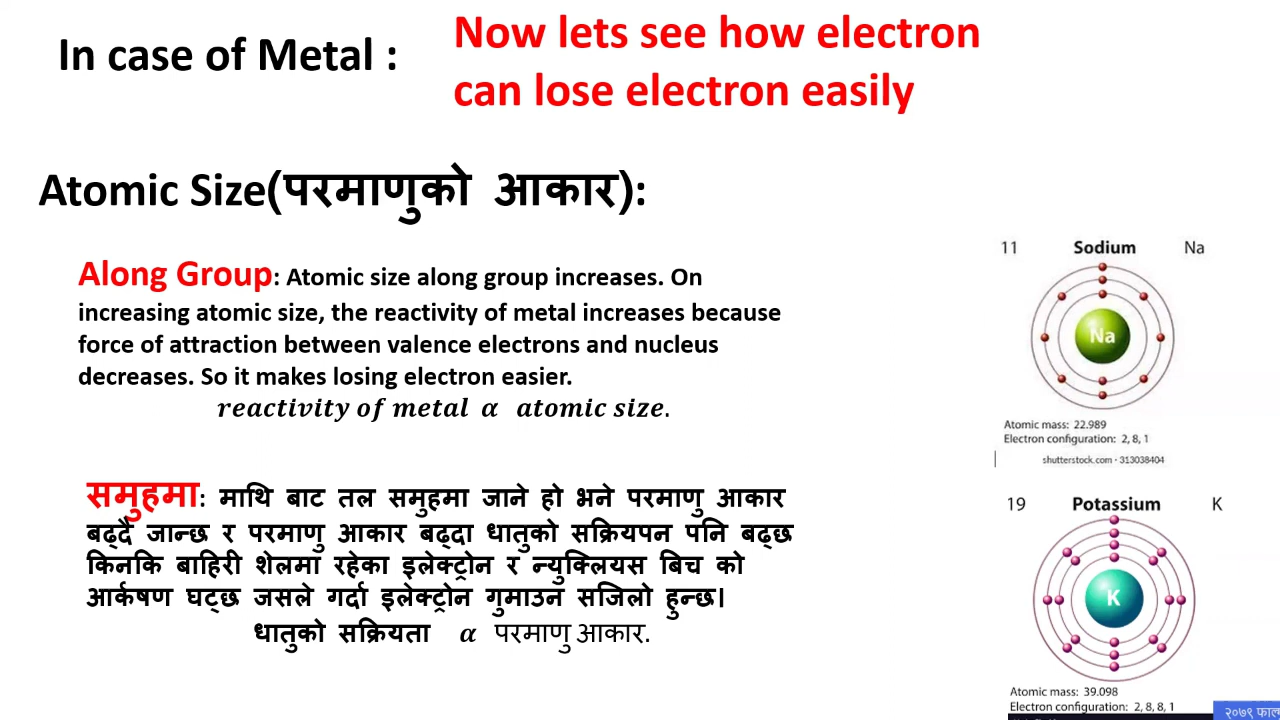 In case of Metal :
Now lets see how electron
can lose electron easily
Atomic Size(परमाणुको आकार):
Along Group: Atomic size along group increases. On
increasing atomic size, the reactivity of metal increases because
force of attraction between valence electrons and nucleus
decreases. So it makes losing electron easier.
reactivity of metal α atomic size.
समुहमा: माथि बाट तल समुहमा जाने हो भने परमाणु आकार
बढ्दै जान्छ र परमाणु आकार बढ्दा धातुको सक्रियपन पनि बढ्छ
किनकि बाहिरी शेलमा रहेका इलेक्ट्रोन र न्युक्लियस बिच को
आर्कषण घट्छ जसले गर्दा इलेक्ट्रोन गुमाउन सजिलो हुन्छ।
धातुको सक्रियता α परमाणु आकार.
11 Sodium Na
Na
Atomic mass: 22.989
Electron configuration: 2, 8, 1
shutterstock.com · 313038404
19 Potassium K
K
Atomic mass: 39.098
Electron configuration: 2, 8, 8, 1
२०७९